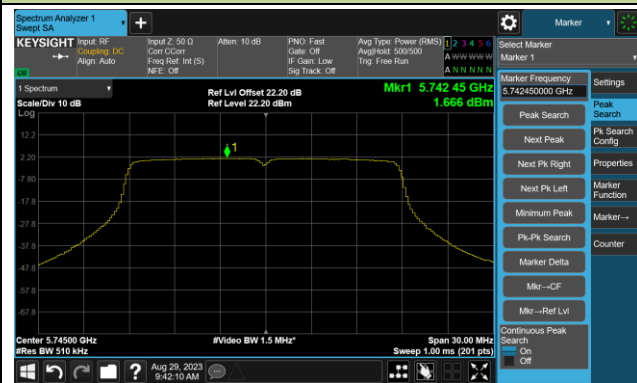 Spectrum Analyzer 1
Swept SA
+
Marker
KEYSIGHT
Input: RF
Coupling: DC
Align: Auto
Input Z: 50 Ω
Corr CCorr
Freq Ref: Int (S)
NFE: Off
Atten: 10 dB
PNO: Fast
Gate: Off
IF Gain: Low
Sig Track: Off
Avg Type: Power (RMS)
Avg|Hold: 500/500
Trig: Free Run
1 2 3 4 5 6
A W W W W W
A N N N N N
Select Marker
Marker 1
LXI
1 Spectrum
Scale/Div 10 dB
Log
Ref Lvl Offset 22.20 dB
Ref Level 22.20 dBm
Mkr1 5.742 45 GHz
1.666 dBm
12.2
2.20
-7.80
-17.8
-27.8
-37.8
-47.8
-57.8
-67.8
1
Center 5.74500 GHz
#Res BW 510 kHz
#Video BW 1.5 MHz*
Span 30.00 MHz
Sweep 1.00 ms (201 pts)
Marker Frequency
5.742450000 GHz
Peak Search
Next Peak
Next Pk Right
Next Pk Left
Minimum Peak
Pk-Pk Search
Marker Delta
Mkr→CF
Mkr→Ref Lvl
Continuous Peak
Search
On
Off
Settings
Peak
Search
Pk Search
Config
Properties
Marker
Function
Marker→
Counter
?
Aug 29, 2023
9:42:10 AM